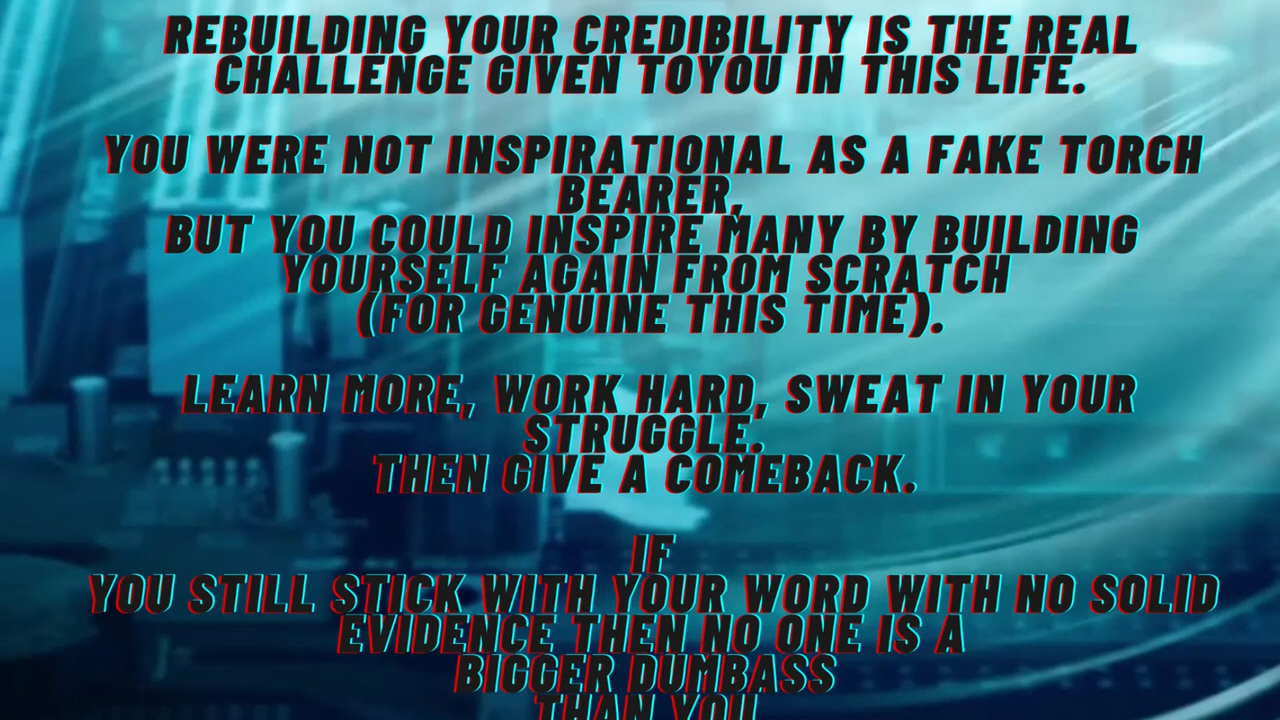 REBUILDING YOUR CREDIBILITY IS THE REAL
CHALLENGE GIVEN TOYOU IN THIS LIFE.
YOU WERE NOT INSPIRATIONAL AS A FAKE TORCH
BEARER,
BUT YOU COULD INSPIRE MANY BY BUILDING
YOURSELF AGAIN FROM SCRATCH
(FOR GENUINE THIS TIME).
LEARN MORE, WORK HARD, SWEAT IN YOUR
STRUGGLE.
THEN GIVE A COMEBACK.
IF
YOU STILL STICK WITH YOUR WORD WITH NO SOLID
EVIDENCE THEN NO ONE IS A
BIGGER DUMBASS
THAN YOU